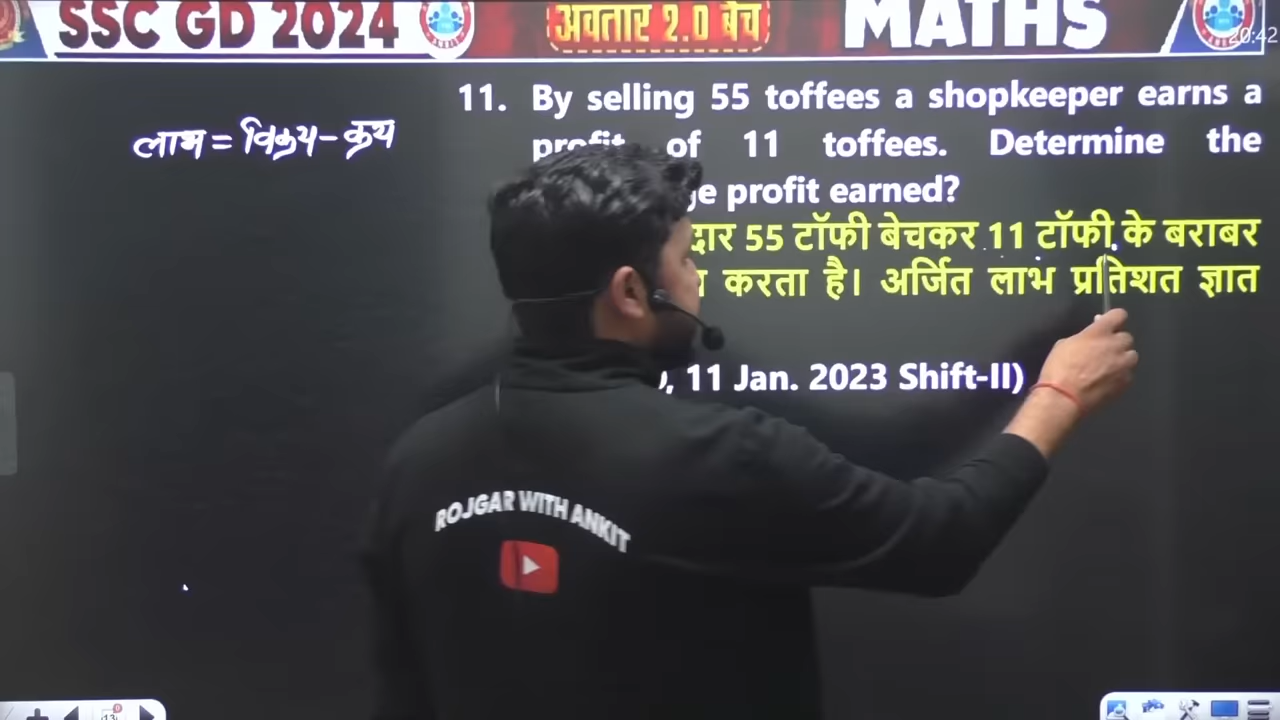 SSC GD 2024
अवतार 2.0 बैच
MATHS
20:42
लाभ = विक्रय - क्रय
11. By selling 55 toffees a shopkeeper earns a
profit of 11 toffees. Determine the
profit earned?
55 टॉफी बेचकर 11 टॉफी के बराबर
करता है। अर्जित लाभ प्रतिशत ज्ञात
11 Jan. 2023 Shift-II)
ROJGAR WITH ANKIT